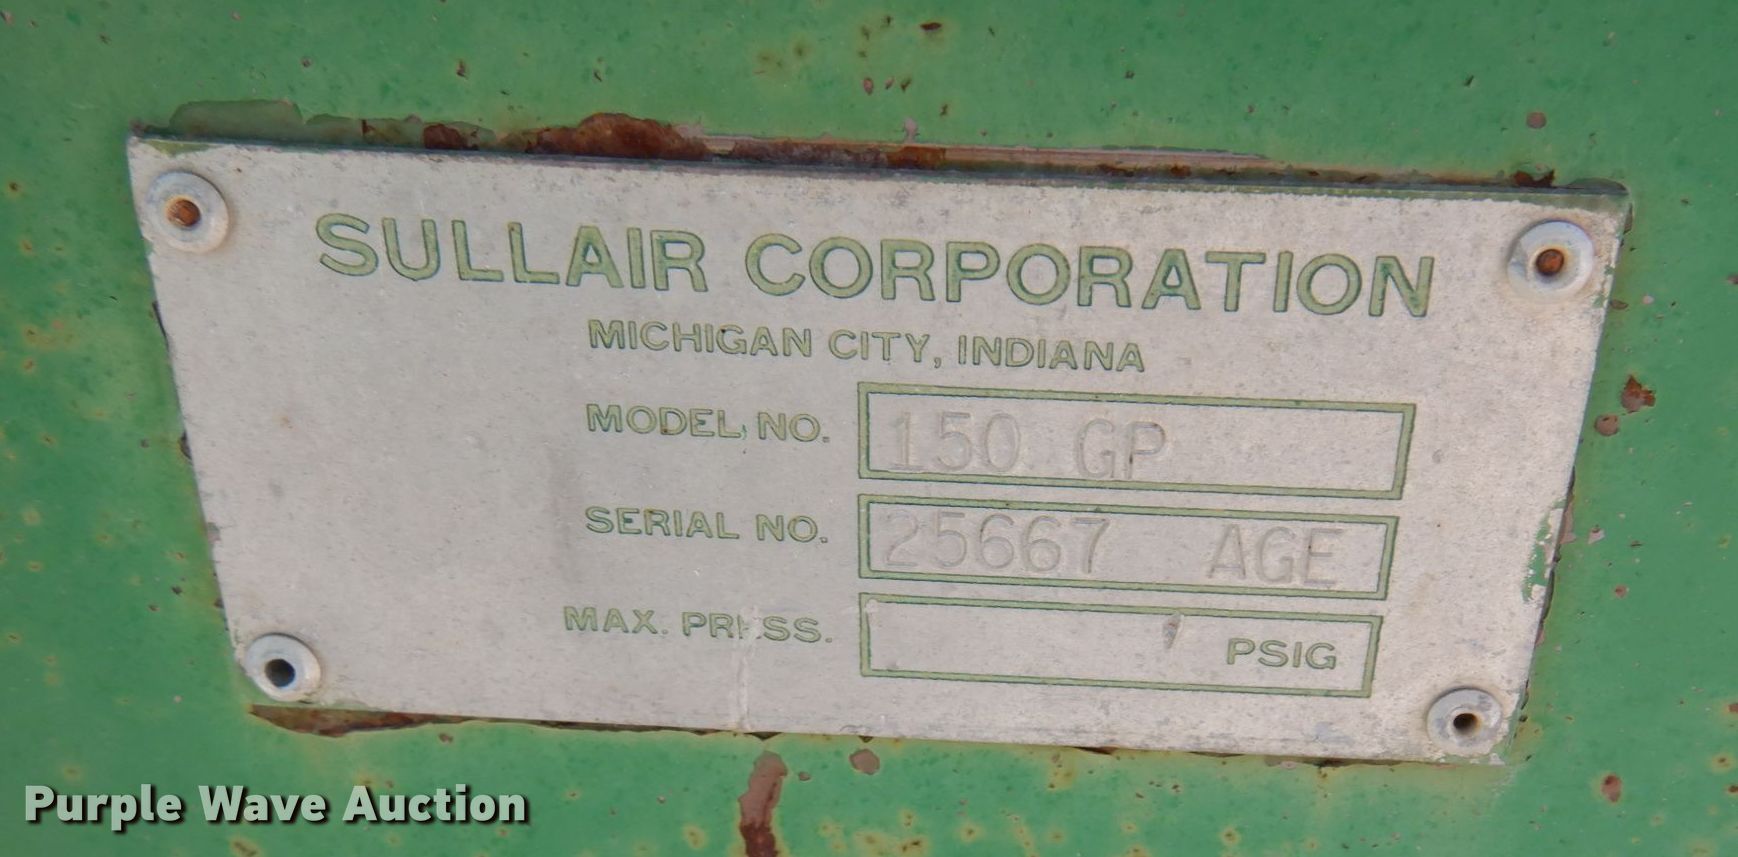 SULLAIR CORPORATION
MICHIGAN CITY, INDIANA
MODEL NO. 150 GP
SERIAL NO. 25667 AGE
MAX. PRESS. PSIG
Purple Wave Auction